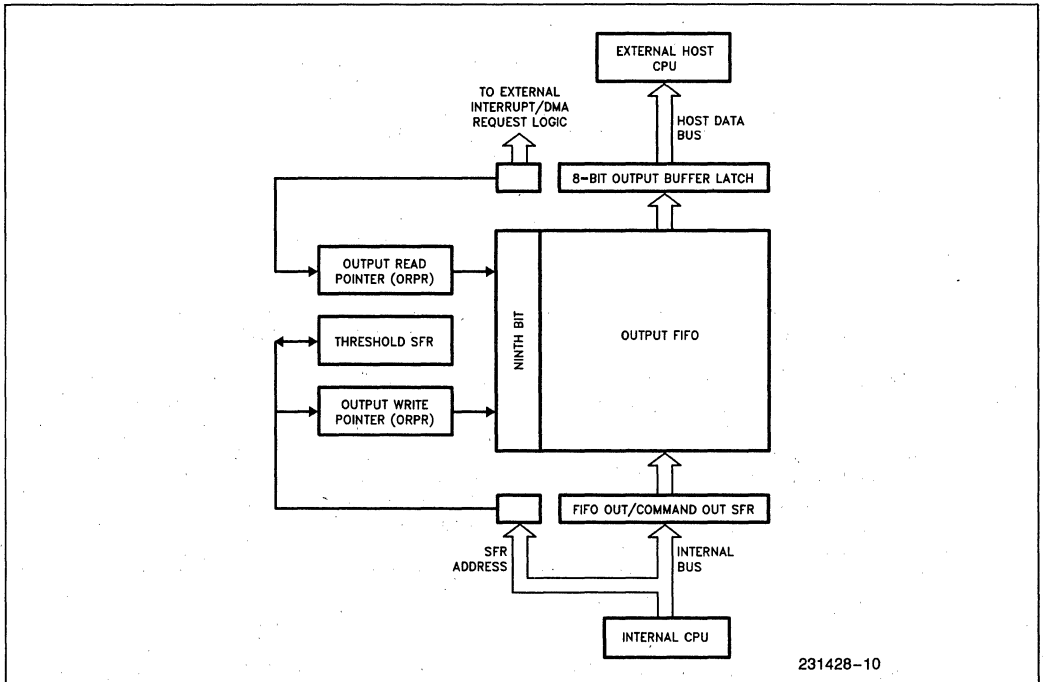 EXTERNAL HOST
CPU
TO EXTERNAL
INTERRUPT/DMA
REQUEST LOGIC
HOST DATA
BUS
8-BIT OUTPUT BUFFER LATCH
OUTPUT READ
POINTER (ORPR)
THRESHOLD SFR
OUTPUT WRITE
POINTER (ORPR)
NINTH BIT
OUTPUT FIFO
FIFO OUT/COMMAND OUT SFR
SFR
ADDRESS
INTERNAL
BUS
INTERNAL CPU
231428-10